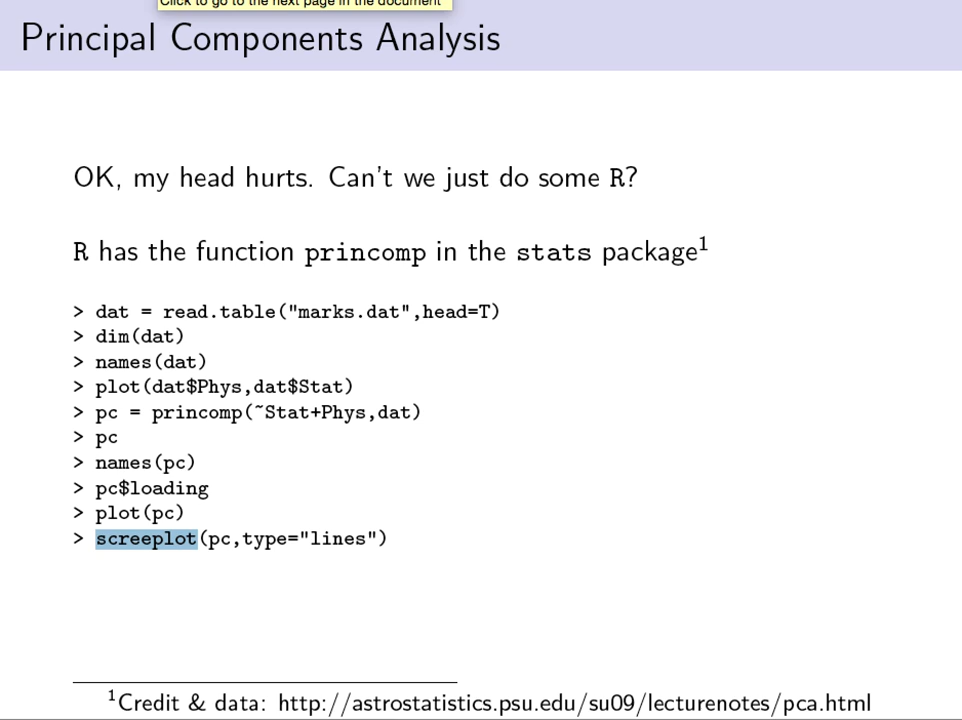 Click to go to the next page in the document
Principal Components Analysis
OK, my head hurts. Can't we just do some R?
R has the function princomp in the stats package1
> dat = read.table("marks.dat",head=T)
> dim(dat)
> names(dat)
> plot(dat$Phys,dat$Stat)
> pc = princomp(~Stat+Phys,dat)
> pc
> names(pc)
> pc$loading
> plot(pc)
> screeplot(pc,type="lines")
1Credit & data: http://astrostatistics.psu.edu/su09/lecturenotes/pca.html